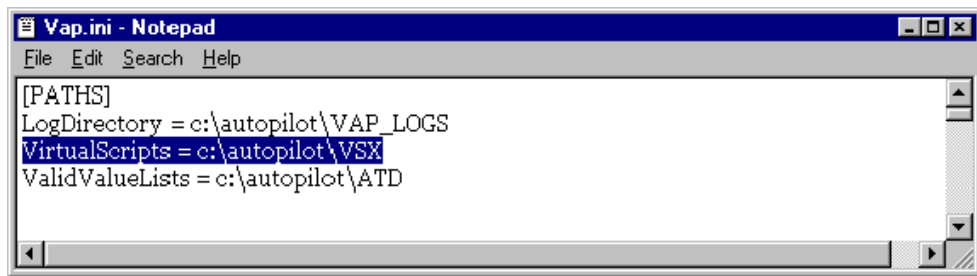 Vap.ini - Notepad
File Edit Search Help
[PATHS]
LogDirectory = c:\autopilot\VAP_LOGS
VirtualScripts = c:\autopilot\VSX
ValidValueLists = c:\autopilot\ATD